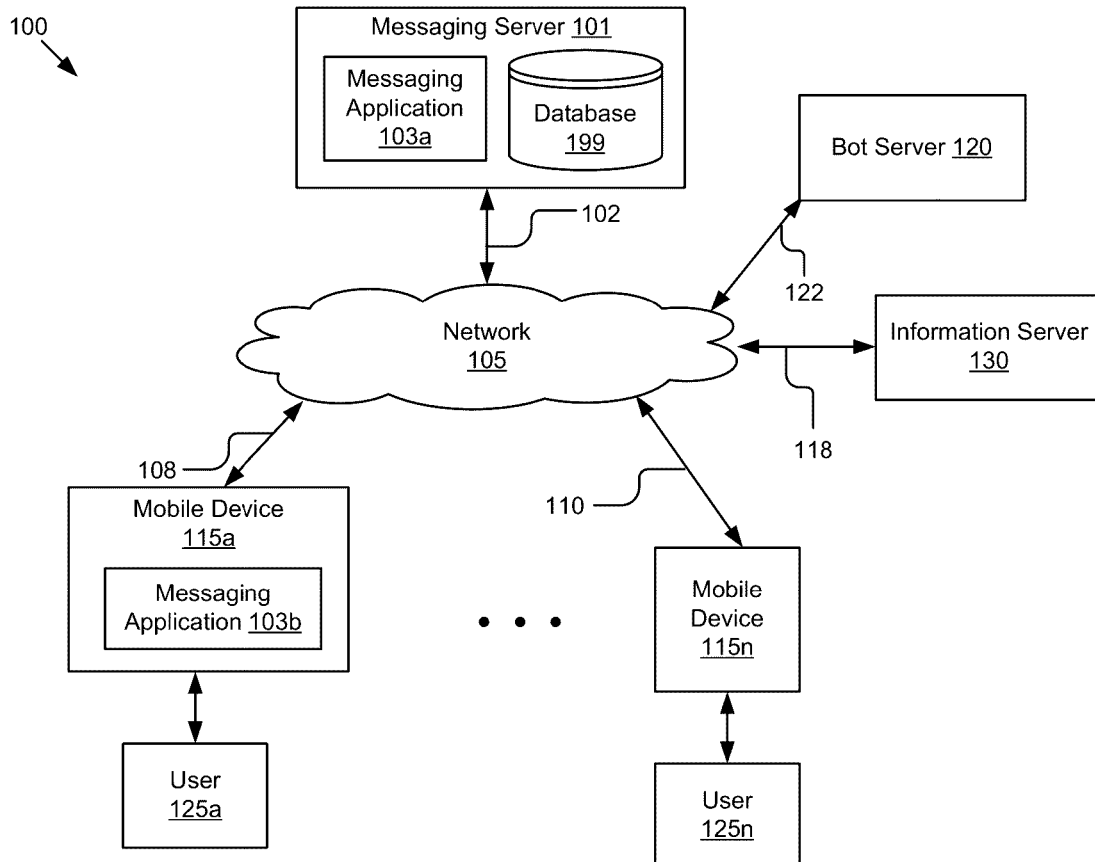 100
Messaging Server 101
Messaging
Application
103a
Database
199
Bot Server 120
102
122
Network
105
Information Server
130
118
108
110
Mobile Device
115a
Messaging
Application 103b
Mobile
Device
115n
User
125a
User
125n